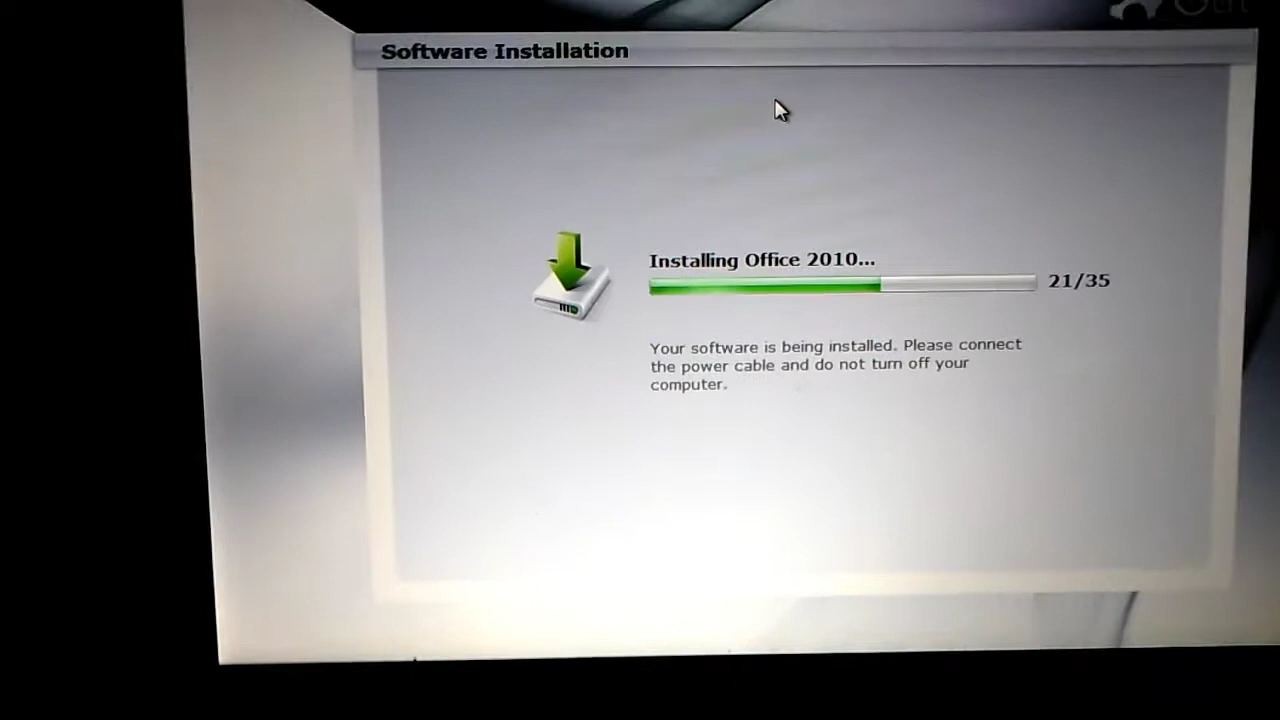 Software Installation
Installing Office 2010...
21/35
Your software is being installed. Please connect
the power cable and do not turn off your
computer.